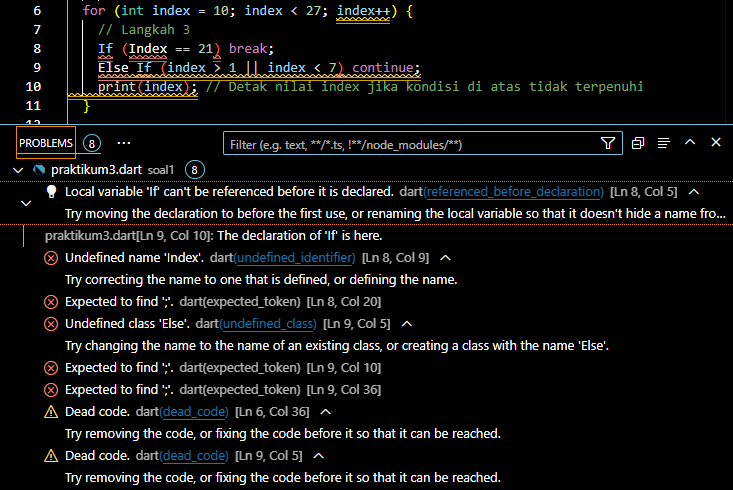 6 for (int index = 10; index < 27; index++) {
7 // Langkah 3
8 If (Index == 21) break;
9 Else If (index > 1 || index < 7) continue;
10 print(index); // Detak nilai index jika kondisi di atas tidak terpenuhi
11 }
PROBLEMS 8 ···
Filter (e.g. text, **/*.ts, !**/node_modules/**)
praktikum3.dart soal1 8
Local variable 'If' can't be referenced before it is declared. dart(referenced_before_declaration) [Ln 8, Col 5]
Try moving the declaration to before the first use, or renaming the local variable so that it doesn't hide a name fro...
praktikum3.dart[Ln 9, Col 10]: The declaration of 'If' is here.
Undefined name 'Index'. dart(undefined_identifier) [Ln 8, Col 9]
Try correcting the name to one that is defined, or defining the name.
Expected to find ';'. dart(expected_token) [Ln 8, Col 20]
Undefined class 'Else'. dart(undefined_class) [Ln 9, Col 5]
Try changing the name to the name of an existing class, or creating a class with the name 'Else'.
Expected to find ';'. dart(expected_token) [Ln 9, Col 10]
Expected to find ';'. dart(expected_token) [Ln 9, Col 36]
Dead code. dart(dead_code) [Ln 6, Col 36]
Try removing the code, or fixing the code before it so that it can be reached.
Dead code. dart(dead_code) [Ln 9, Col 5]
Try removing the code, or fixing the code before it so that it can be reached.